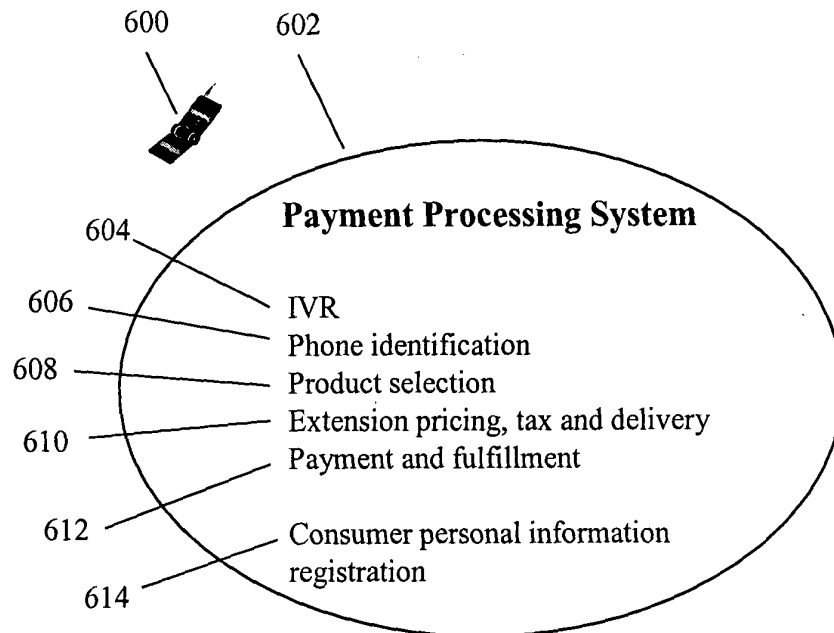 600
602
Payment Processing System
604
IVR
606
Phone identification
608
Product selection
610
Extension pricing, tax and delivery
612
Payment and fulfillment
614
Consumer personal information
registration